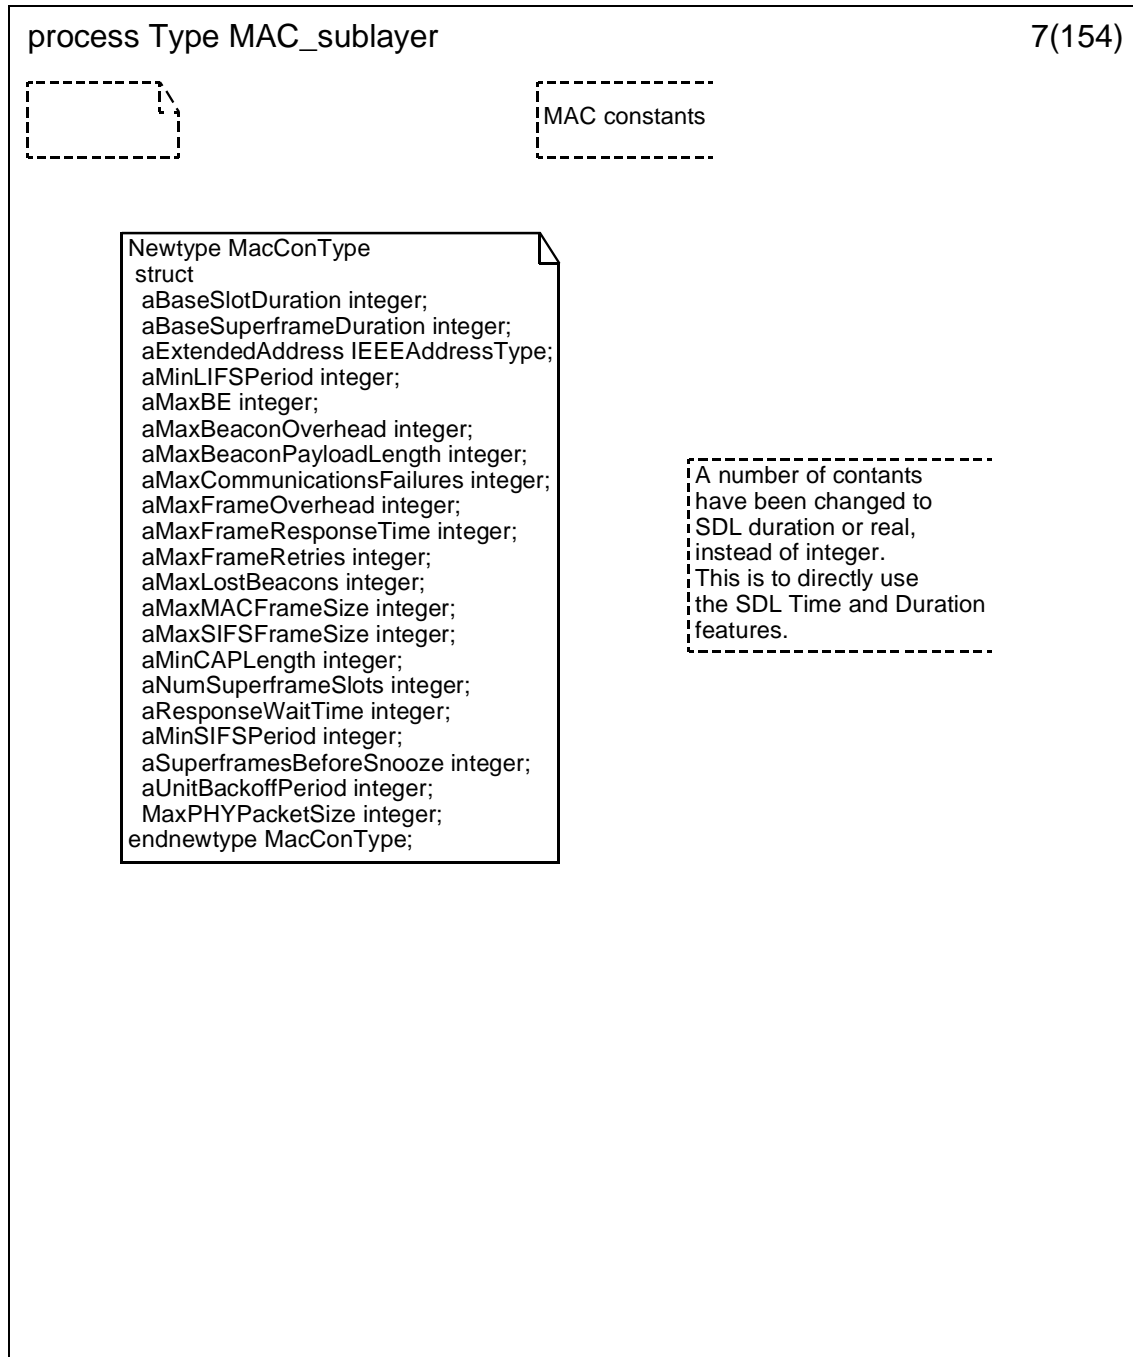 process Type MAC_sublayer
7(154)
MAC constants
Newtype MacConType
struct
aBaseSlotDuration integer;
aBaseSuperframeDuration integer;
aExtendedAddress IEEEAddressType;
aMinLIFSPeriod integer;
aMaxBE integer;
aMaxBeaconOverhead integer;
aMaxBeaconPayloadLength integer;
aMaxCommunicationsFailures integer;
aMaxFrameOverhead integer;
aMaxFrameResponseTime integer;
aMaxFrameRetries integer;
aMaxLostBeacons integer;
aMaxMACFrameSize integer;
aMaxSIFSFrameSize integer;
aMinCAPLength integer;
aNumSuperframeSlots integer;
aResponseWaitTime integer;
aMinSIFSPeriod integer;
aSuperframesBeforeSnooze integer;
aUnitBackoffPeriod integer;
MaxPHYPacketSize integer;
endnewtype MacConType;
A number of contants
have been changed to
SDL duration or real,
instead of integer.
This is to directly use
the SDL Time and Duration
features.